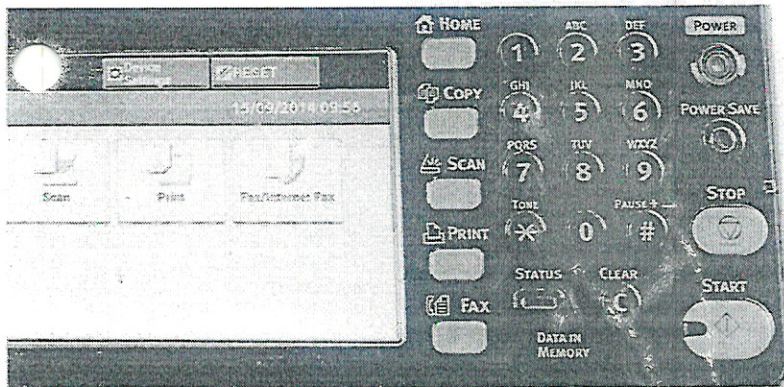 Device
Settings
RESET
15/09/2014 09:56
Scan
Print
Fax/Internet Fax
HOME
COPY
SCAN
PRINT
FAX
1
ABC
2
DEF
3
GHI
4
JKL
5
MNO
6
PQRS
7
TUV
8
WXYZ
9
TONE
*
0
PAUSE+–
#
STATUS
CLEAR
C
DATA IN
MEMORY
POWER
POWER SAVE
STOP
START